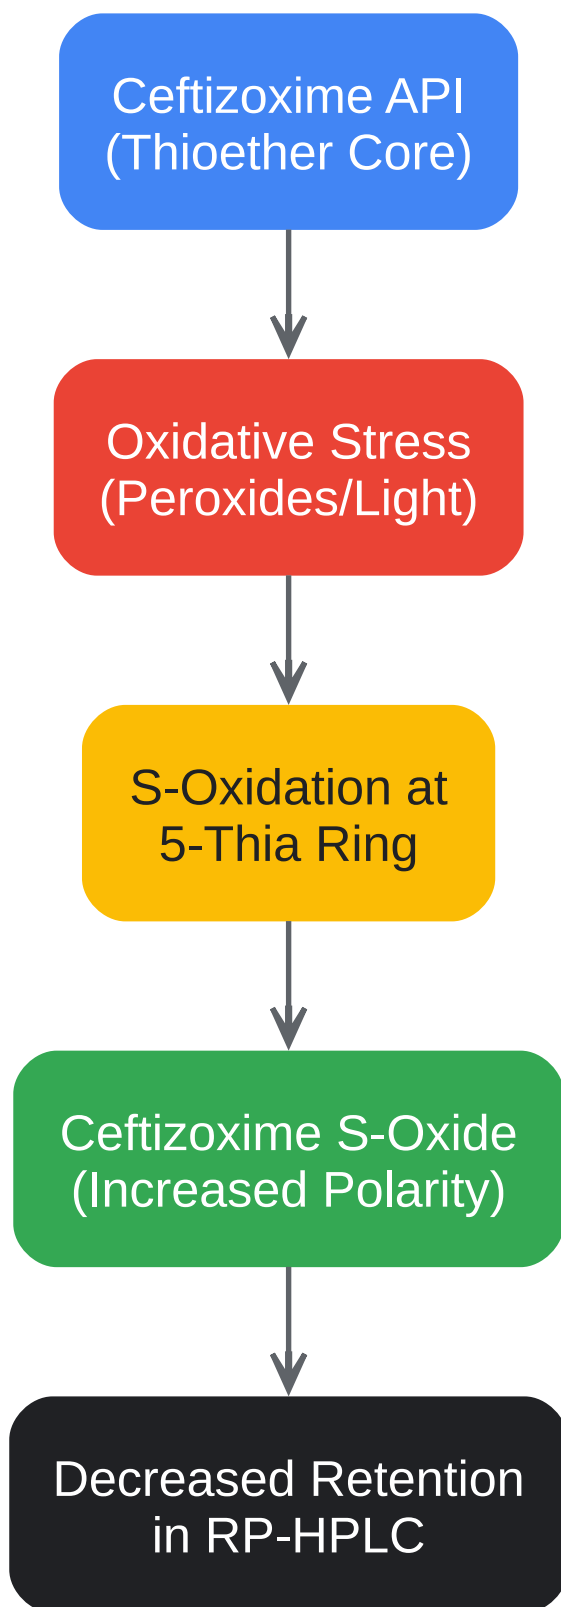 Ceftizoxime API
(Thioether Core)
Oxidative Stress
(Peroxides/Light)
S-Oxidation at
5-Thia Ring
Ceftizoxime S-Oxide
(Increased Polarity)
Decreased Retention
in RP-HPLC